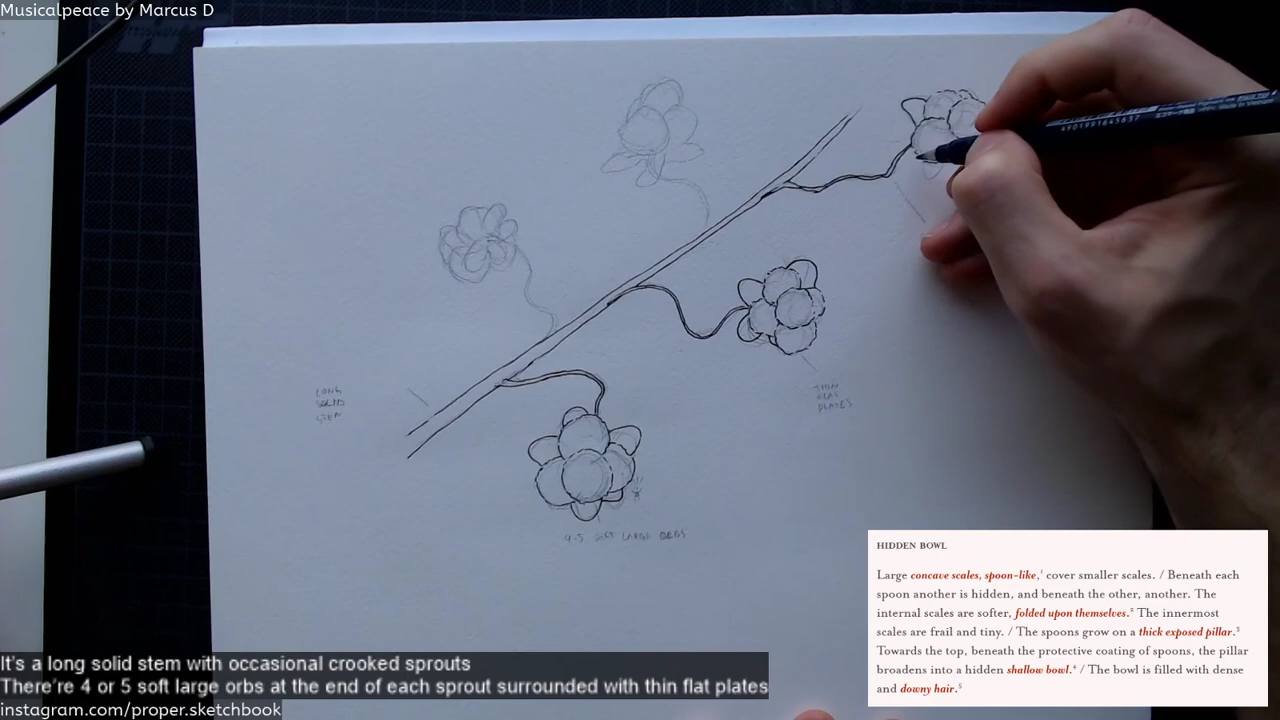 Musicalpeace by Marcus D
4901991645637
LONG
SOLID
STEM
THIN
FLAT
PLATES
4-5 SOFT LARGE ORBS
HIDDEN BOWL
Large concave scales, spoon-like,¹ cover smaller scales. / Beneath each
spoon another is hidden, and beneath the other, another. The
internal scales are softer, folded upon themselves.² The innermost
scales are frail and tiny. / The spoons grow on a thick exposed pillar.³
Towards the top, beneath the protective coating of spoons, the pillar
broadens into a hidden shallow bowl.⁴ / The bowl is filled with dense
and downy hair.⁵
It's a long solid stem with occasional crooked sprouts
There're 4 or 5 soft large orbs at the end of each sprout surrounded with thin flat plates
instagram.com/proper.sketchbook